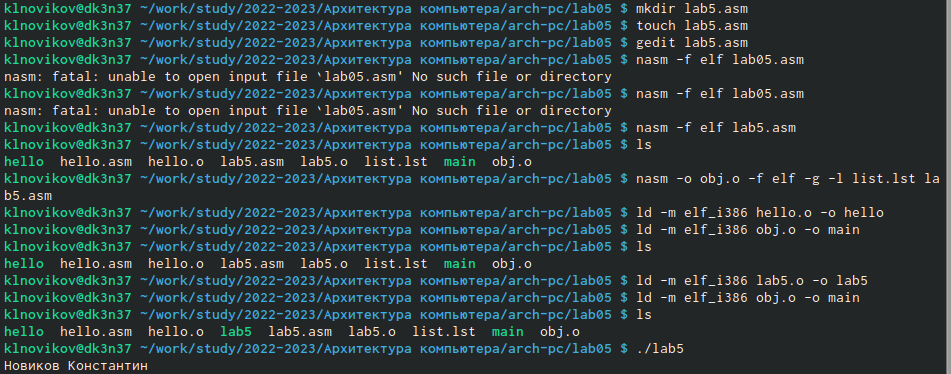 klnovikov@dk3n37 ~/work/study/2022-2023/Архитектура компьютера/arch-pc/lab05 $ mkdir lab5.asm
klnovikov@dk3n37 ~/work/study/2022-2023/Архитектура компьютера/arch-pc/lab05 $ touch lab5.asm
klnovikov@dk3n37 ~/work/study/2022-2023/Архитектура компьютера/arch-pc/lab05 $ gedit lab5.asm
klnovikov@dk3n37 ~/work/study/2022-2023/Архитектура компьютера/arch-pc/lab05 $ nasm -f elf lab05.asm
nasm: fatal: unable to open input file `lab05.asm' No such file or directory
klnovikov@dk3n37 ~/work/study/2022-2023/Архитектура компьютера/arch-pc/lab05 $ nasm -f elf lab05.asm
nasm: fatal: unable to open input file `lab05.asm' No such file or directory
klnovikov@dk3n37 ~/work/study/2022-2023/Архитектура компьютера/arch-pc/lab05 $ nasm -f elf lab5.asm
klnovikov@dk3n37 ~/work/study/2022-2023/Архитектура компьютера/arch-pc/lab05 $ ls
hello  hello.asm  hello.o  lab5.asm  lab5.o  list.lst  main  obj.o
klnovikov@dk3n37 ~/work/study/2022-2023/Архитектура компьютера/arch-pc/lab05 $ nasm -o obj.o -f elf -g -l list.lst la
b5.asm
klnovikov@dk3n37 ~/work/study/2022-2023/Архитектура компьютера/arch-pc/lab05 $ ld -m elf_i386 hello.o -o hello
klnovikov@dk3n37 ~/work/study/2022-2023/Архитектура компьютера/arch-pc/lab05 $ ld -m elf_i386 obj.o -o main
klnovikov@dk3n37 ~/work/study/2022-2023/Архитектура компьютера/arch-pc/lab05 $ ls
hello  hello.asm  hello.o  lab5.asm  lab5.o  list.lst  main  obj.o
klnovikov@dk3n37 ~/work/study/2022-2023/Архитектура компьютера/arch-pc/lab05 $ ld -m elf_i386 lab5.o -o lab5
klnovikov@dk3n37 ~/work/study/2022-2023/Архитектура компьютера/arch-pc/lab05 $ ld -m elf_i386 obj.o -o main
klnovikov@dk3n37 ~/work/study/2022-2023/Архитектура компьютера/arch-pc/lab05 $ ls
hello  hello.asm  hello.o  lab5  lab5.asm  lab5.o  list.lst  main  obj.o
klnovikov@dk3n37 ~/work/study/2022-2023/Архитектура компьютера/arch-pc/lab05 $ ./lab5
Новиков Константин